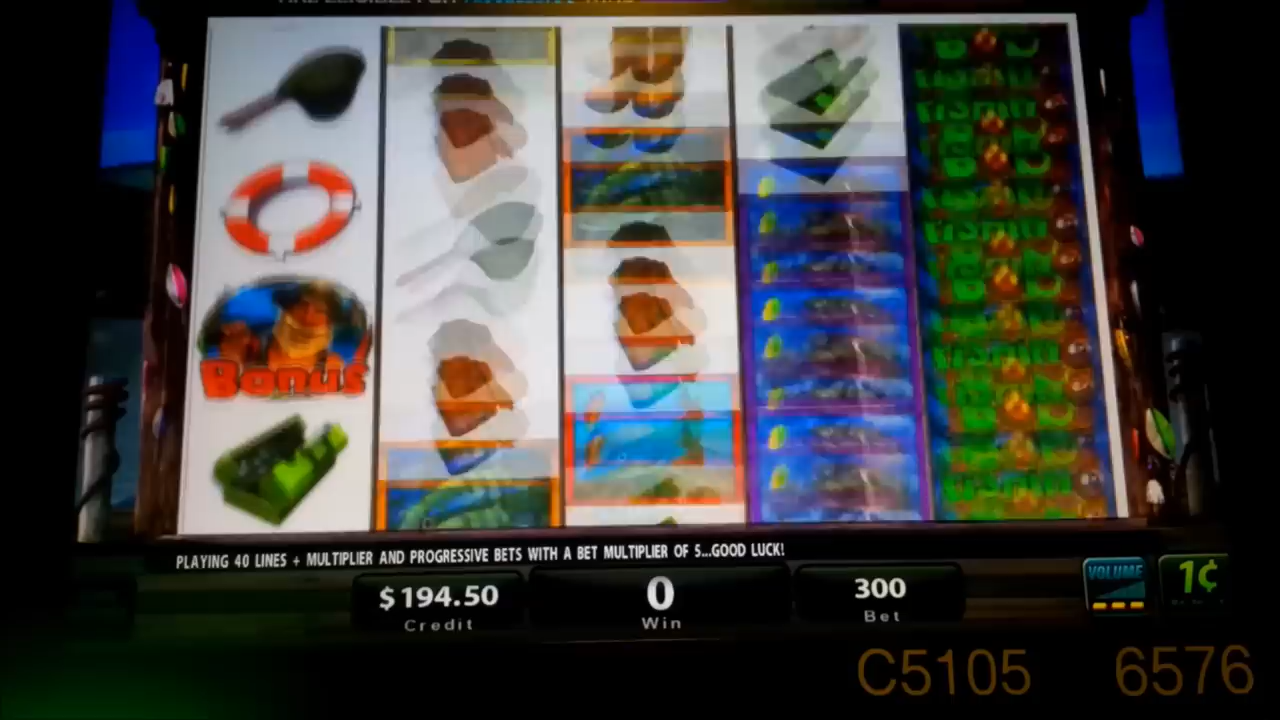 Bonus
PLAYING 40 LINES + MULTIPLIER AND PROGRESSIVE BETS WITH A BET MULTIPLIER OF 5...GOOD LUCK!
$194.50 0 300
Credit Win Bet
VOLUME 1¢
C5105 6576